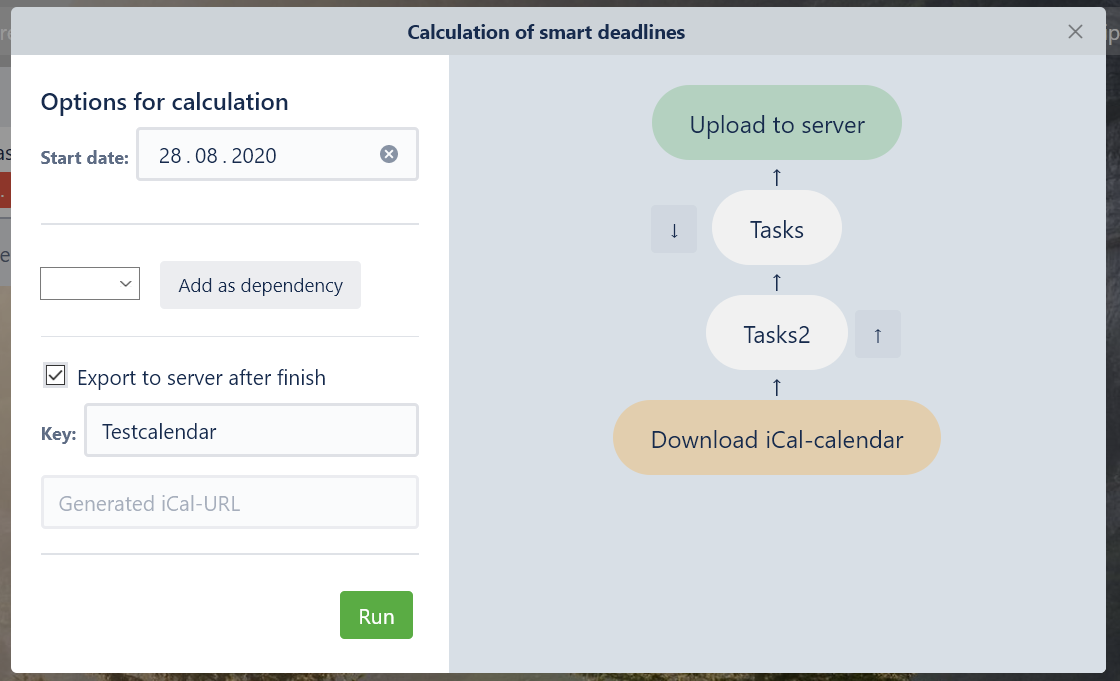 Calculation of smart deadlines
Options for calculation
Start date: 28 . 08 . 2020
Add as dependency
Export to server after finish
Key: Testcalendar
Generated iCal-URL
Run
Upload to server
↑
Tasks
↓
↑
Tasks2
↑
↑
Download iCal-calendar